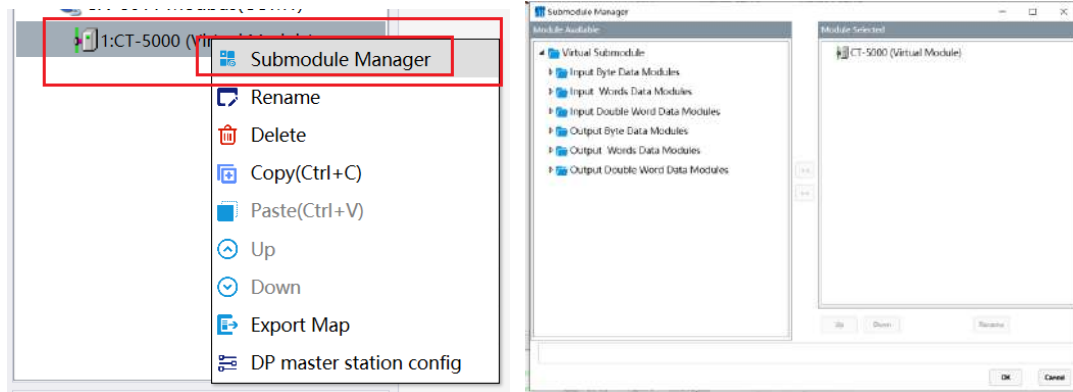 1:CT-5000 (Vi
Submodule Manager
Rename
Delete
Copy(Ctrl+C)
Paste(Ctrl+V)
Up
Down
Export Map
DP master station config
Submodule Manager
Module Available
Virtual Submodule
Input Byte Data Modules
Input Words Data Modules
Input Double Word Data Modules
Output Byte Data Modules
Output Words Data Modules
Output Double Word Data Modules
Module Selected
CT-5000 (Virtual Module)
Up Down Rename
OK Cancel